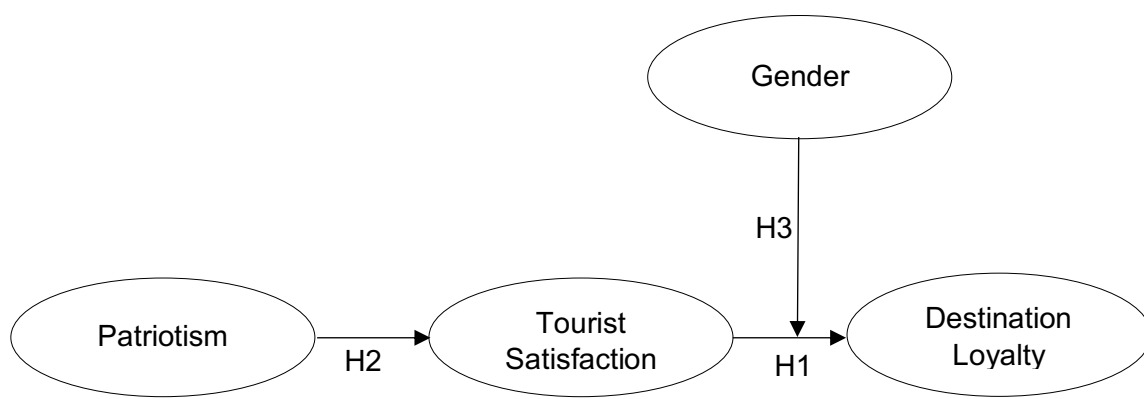 Gender
H3
Patriotism
H2
Tourist
Satisfaction
H1
Destination
Loyalty